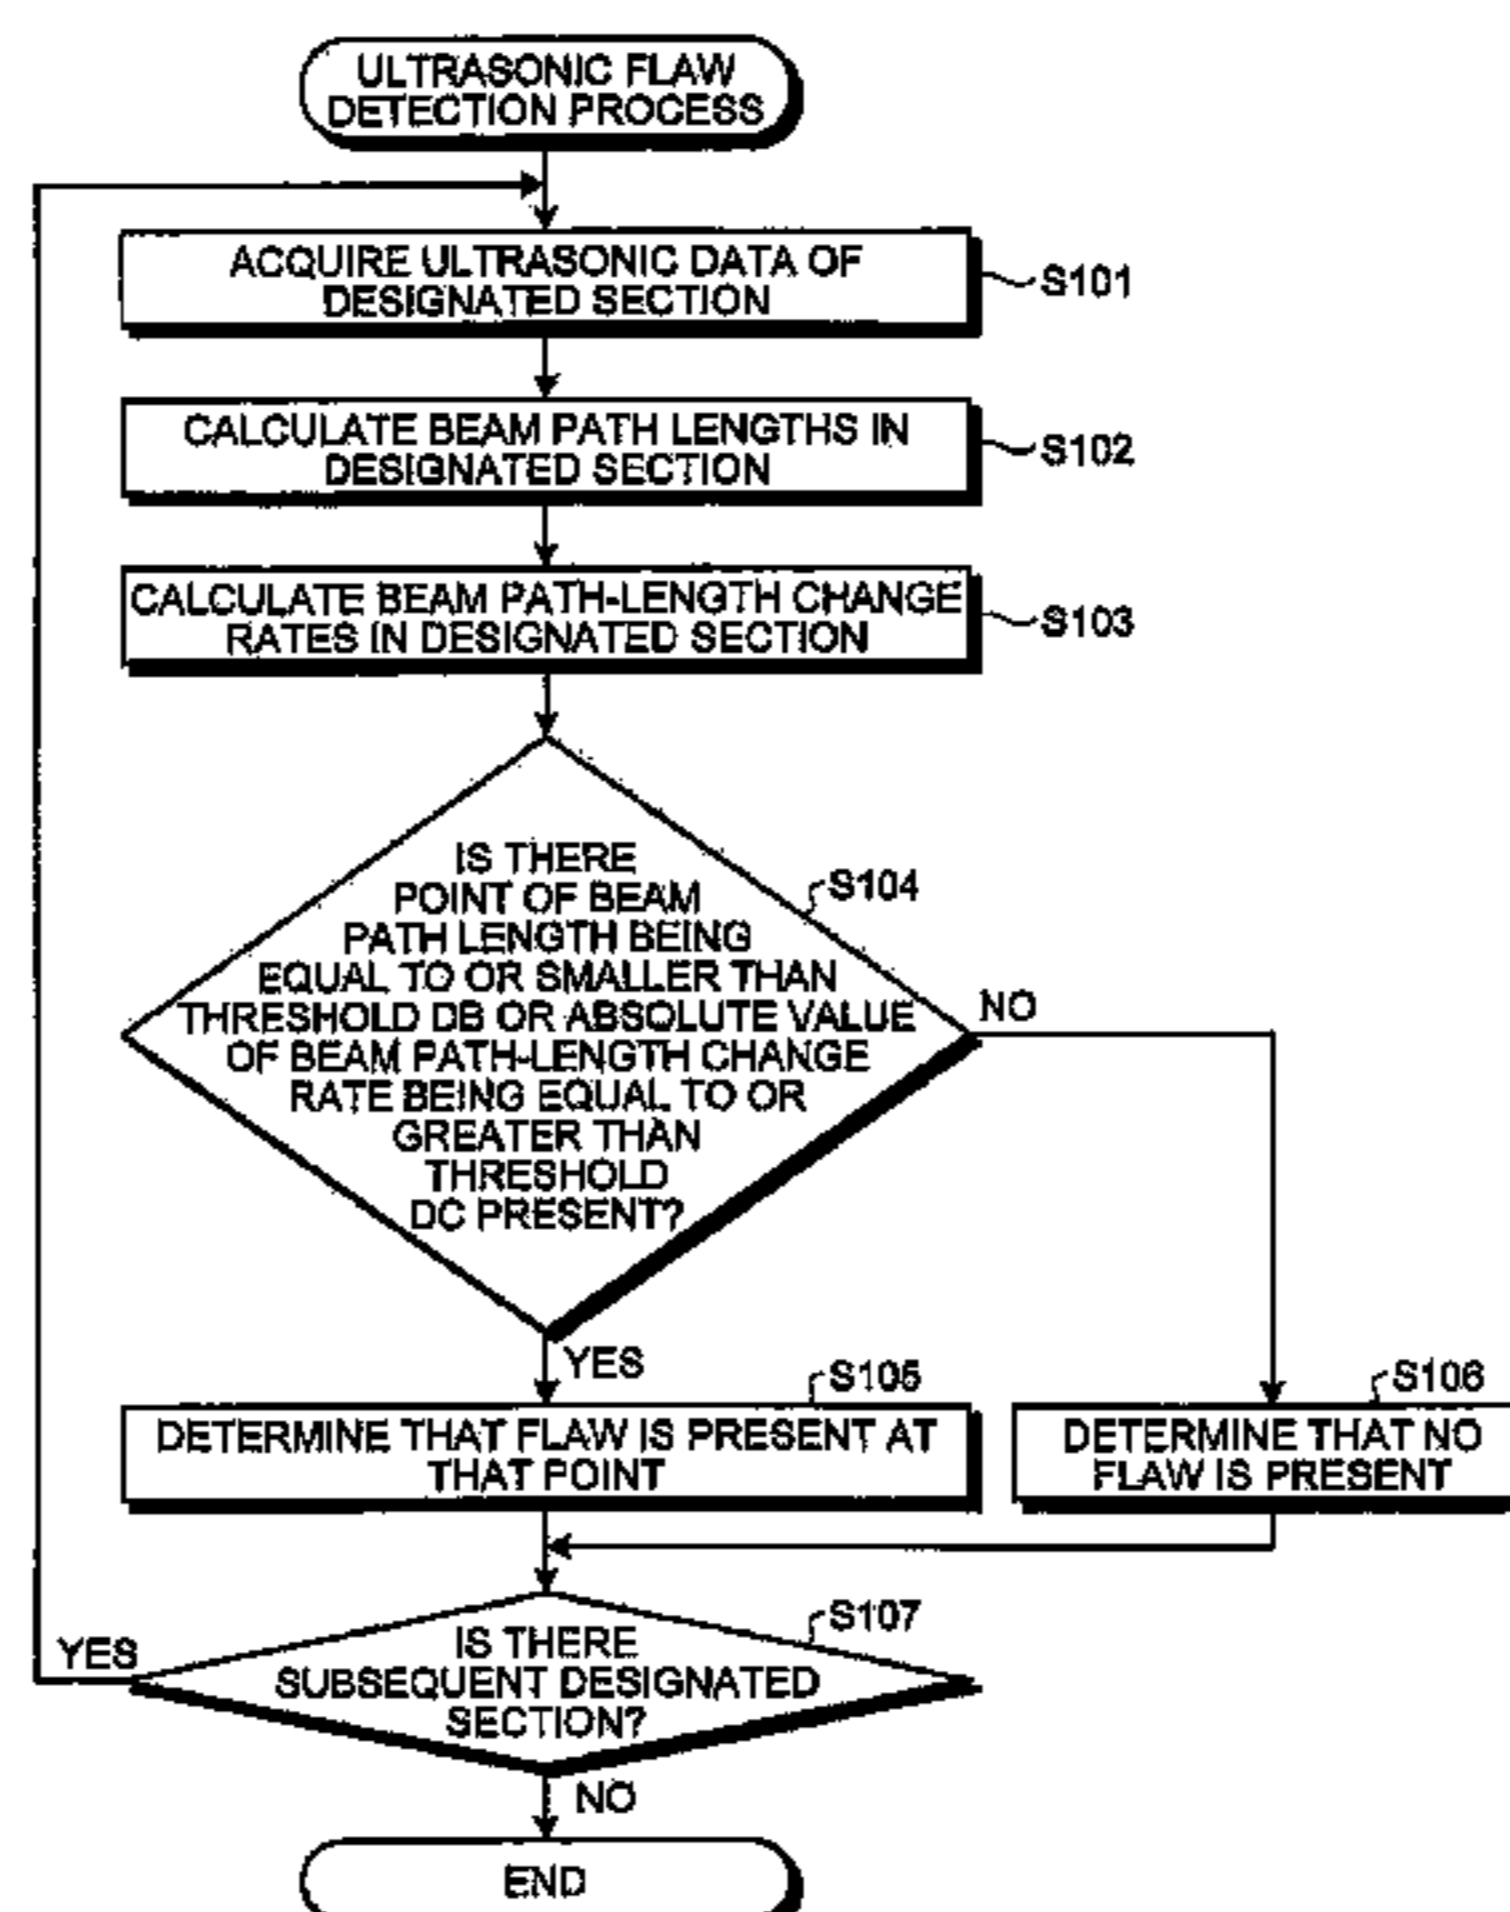 ULTRASONIC FLAW
DETECTION PROCESS
ACQUIRE ULTRASONIC DATA OF
DESIGNATED SECTION
S101
CALCULATE BEAM PATH LENGTHS IN
DESIGNATED SECTION
S102
CALCULATE BEAM PATH-LENGTH CHANGE
RATES IN DESIGNATED SECTION
S103
IS THERE
POINT OF BEAM
PATH LENGTH BEING
EQUAL TO OR SMALLER THAN
THRESHOLD DB OR ABSOLUTE VALUE
OF BEAM PATH-LENGTH CHANGE
RATE BEING EQUAL TO OR
GREATER THAN
THRESHOLD
DC PRESENT?
S104
NO
YES
S105
DETERMINE THAT FLAW IS PRESENT AT
THAT POINT
S106
DETERMINE THAT NO
FLAW IS PRESENT
S107
IS THERE
SUBSEQUENT DESIGNATED
SECTION?
YES
NO
END